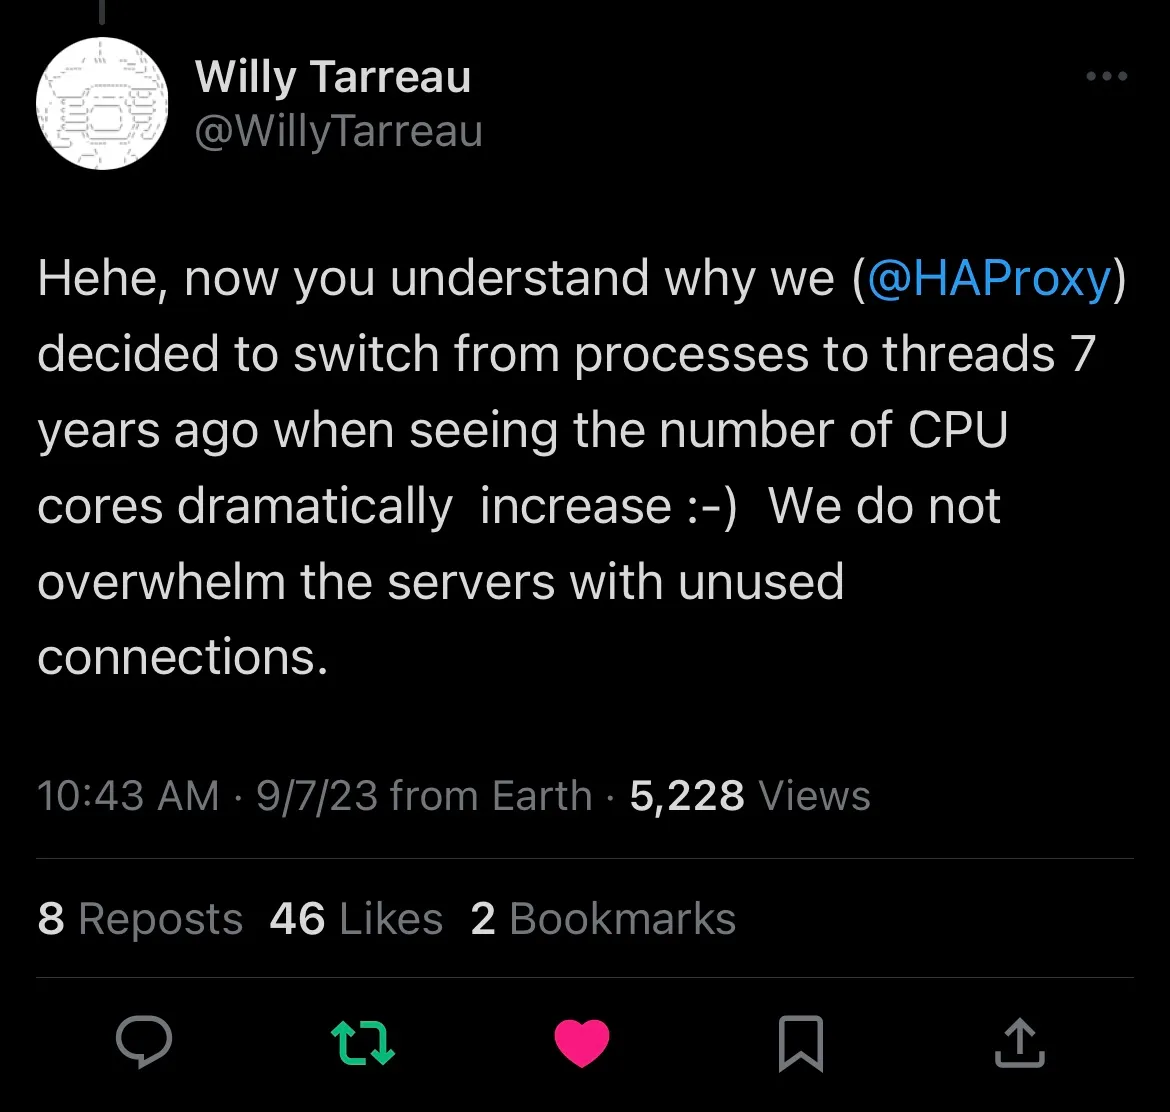 Willy Tarreau
@WillyTarreau
Hehe, now you understand why we (@HAProxy)
decided to switch from processes to threads 7
years ago when seeing the number of CPU
cores dramatically  increase :-)  We do not
overwhelm the servers with unused
connections.
10:43 AM · 9/7/23 from Earth · 5,228 Views
8 Reposts 46 Likes 2 Bookmarks